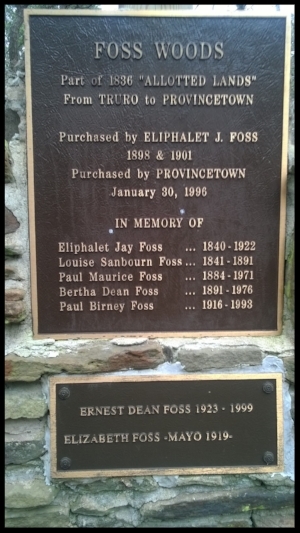 FOSS WOODS
Part of 1836 "ALLOTTED LANDS"
From TRURO to PROVINCETOWN
Purchased by ELIPHALET J. FOSS
1898 & 1901
Purchased by PROVINCETOWN
January 30, 1996
IN MEMORY OF
Eliphalet Jay Foss ... 1840-1922
Louise Sanbourn Foss ... 1841-1891
Paul Maurice Foss ... 1884-1971
Bertha Dean Foss ... 1891-1976
Paul Birney Foss ... 1916-1993
ERNEST DEAN FOSS 1923 - 1999
ELIZABETH FOSS -MAYO 1919-